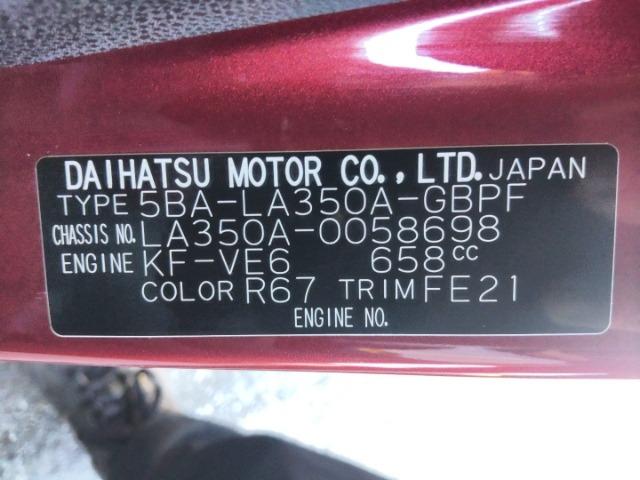 DAIHATSU MOTOR CO., LTD. JAPAN
TYPE 5BA-LA350A-GBPF
CHASSIS NO. LA350A-0058698
ENGINE KF-VE6 658cc
COLOR R67 TRIM FE21
ENGINE NO.